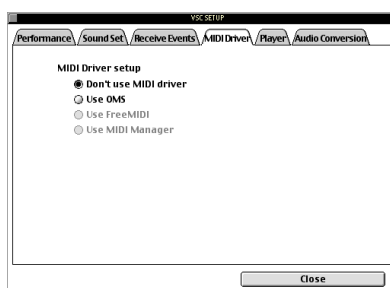 VSC SETUP
Performance Sound Set Receive Events MIDI Driver Player Audio Conversion
MIDI Driver setup
Don't use MIDI driver
Use OMS
Use FreeMIDI
Use MIDI Manager
Close